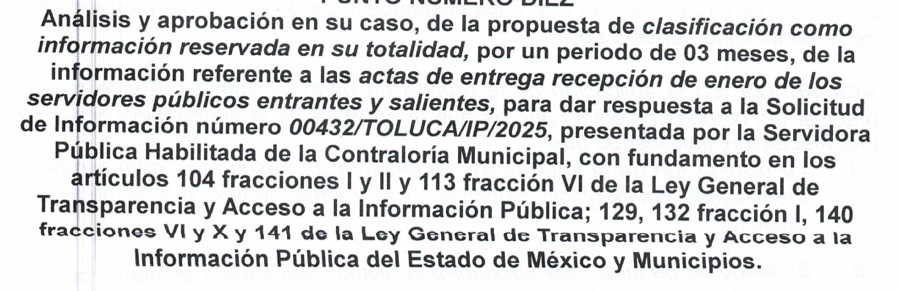 PUNTO NÚMERO DIEZ
Análisis y aprobación en su caso, de la propuesta de clasificación como
información reservada en su totalidad, por un periodo de 03 meses, de la
información referente a las actas de entrega recepción de enero de los
servidores públicos entrantes y salientes, para dar respuesta a la Solicitud
de Información número 00432/TOLUCA/IP/2025, presentada por la Servidora
Pública Habilitada de la Contraloría Municipal, con fundamento en los
artículos 104 fracciones I y II y 113 fracción VI de la Ley General de
Transparencia y Acceso a la Información Pública; 129, 132 fracción I, 140
fracciones VI y X y 141 de la Ley General de Transparencia y Acceso a la
Información Pública del Estado de México y Municipios.